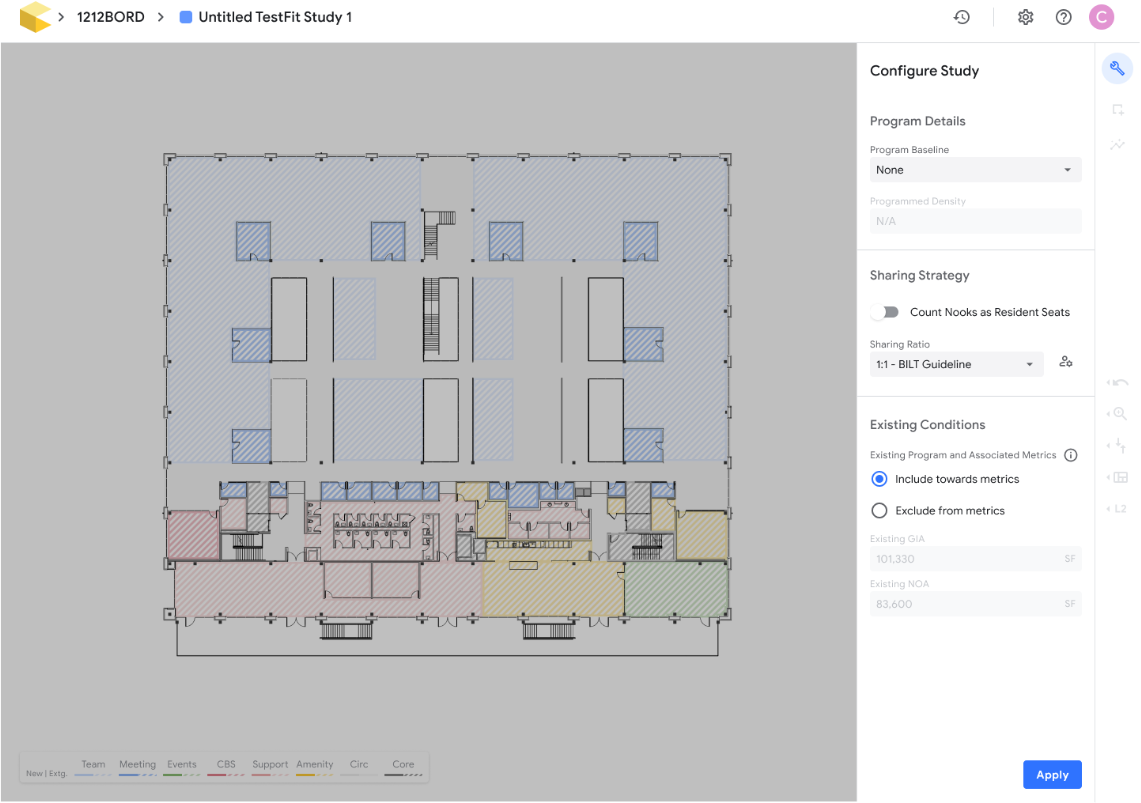 1212BORD
Untitled TestFit Study 1
C
Configure Study
Program Details
Program Baseline
None
Programmed Density
N/A
Sharing Strategy
Count Nooks as Resident Seats
Sharing Ratio
1:1 - BILT Guideline
Existing Conditions
Existing Program and Associated Metrics
Include towards metrics
Exclude from metrics
Existing GIA
101,330 SF
Existing NOA
83,600 SF
L2
New | Extg. Team Meeting Events CBS Support Amenity Circ Core
Apply